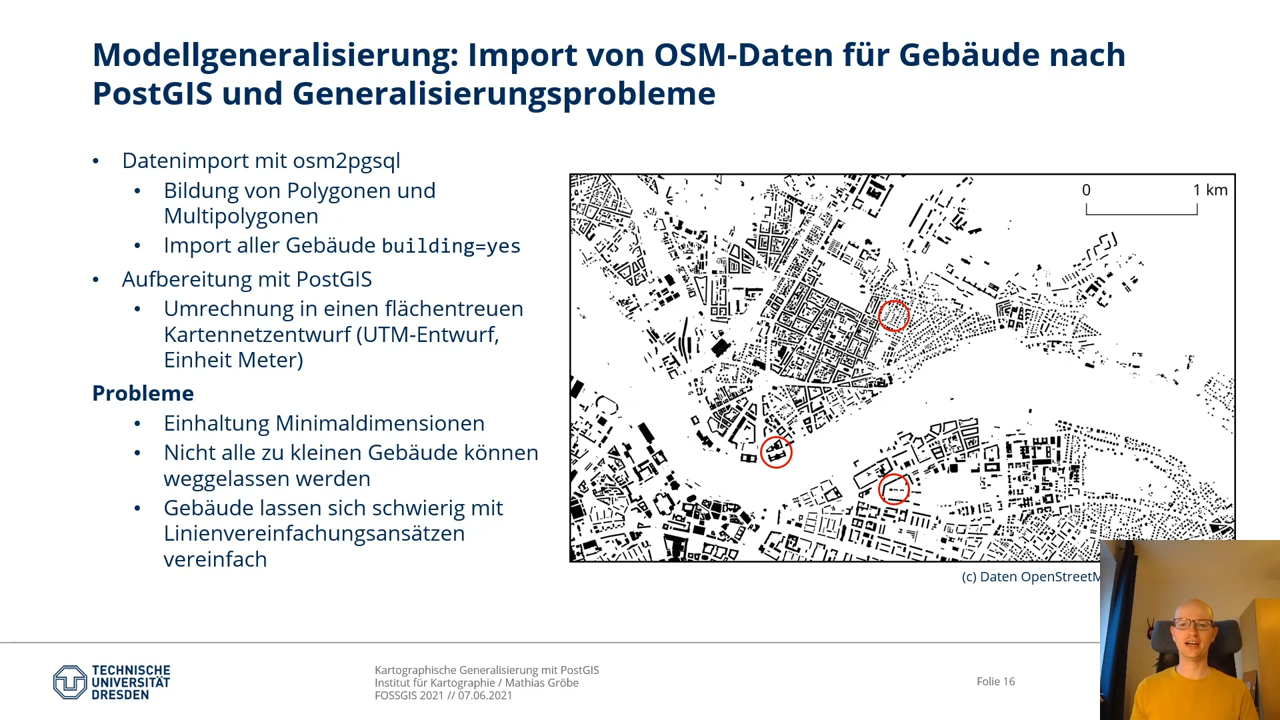 Modellgeneralisierung: Import von OSM-Daten für Gebäude nach
PostGIS und Generalisierungsprobleme
• Datenimport mit osm2pgsql
• Bildung von Polygonen und
Multipolygonen
• Import aller Gebäude building=yes
• Aufbereitung mit PostGIS
• Umrechnung in einen flächentreuen
Kartennetzentwurf (UTM-Entwurf,
Einheit Meter)
Probleme
• Einhaltung Minimaldimensionen
• Nicht alle zu kleinen Gebäude können
weggelassen werden
• Gebäude lassen sich schwierig mit
Linienvereinfachungsansätzen
vereinfach
0 1 km
(c) Daten OpenStreetM
TECHNISCHE
UNIVERSITÄT
DRESDEN
Kartographische Generalisierung mit PostGIS
Institut für Kartographie / Mathias Gröbe
FOSSGIS 2021 // 07.06.2021
Folie 16